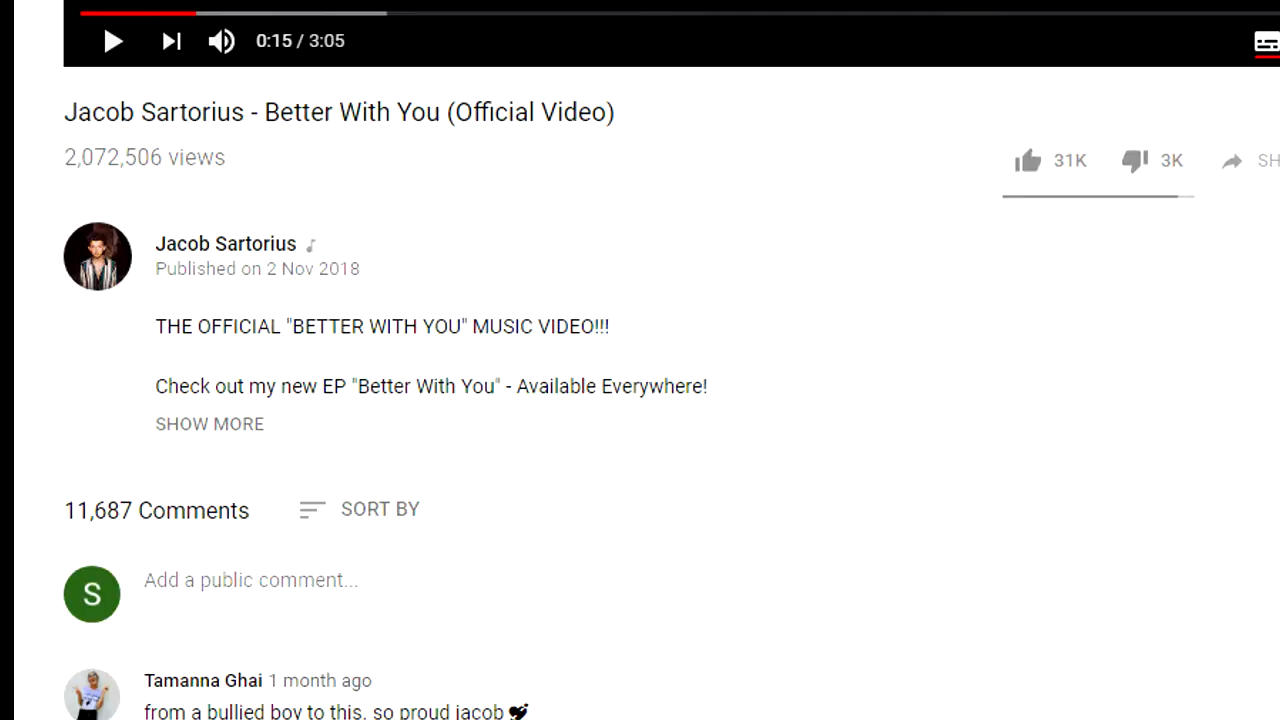 0:15 / 3:05
Jacob Sartorius - Better With You (Official Video)
2,072,506 views
31K 3K SH
Jacob Sartorius
Published on 2 Nov 2018
THE OFFICIAL "BETTER WITH YOU" MUSIC VIDEO!!!
Check out my new EP "Better With You" - Available Everywhere!
SHOW MORE
11,687 Comments SORT BY
S Add a public comment...
Tamanna Ghai 1 month ago
from a bullied boy to this. so proud jacob 💘